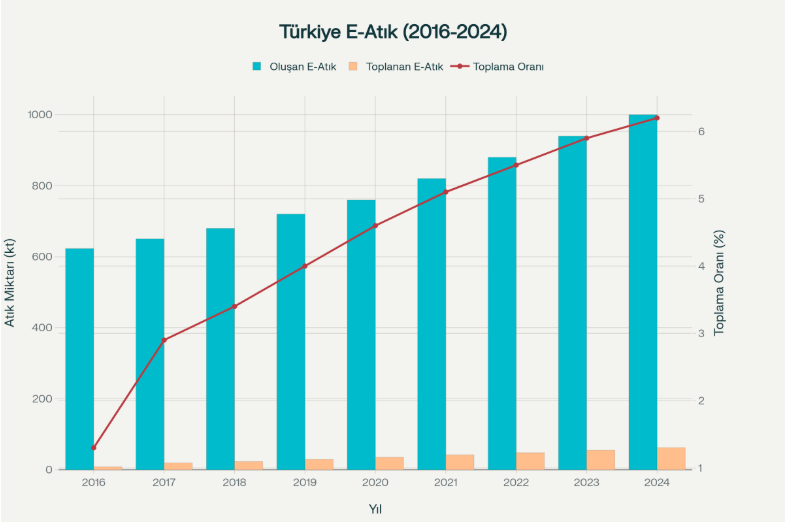 Türkiye E-Atık (2016-2024)
Oluşan E-Atık Toplanan E-Atık Toplama Oranı
1000
800
600
400
200
0
Atık Miktarı (kt)
6
5
4
3
2
1
Toplama Oranı (%)
2016 2017 2018 2019 2020 2021 2022 2023 2024
Yıl